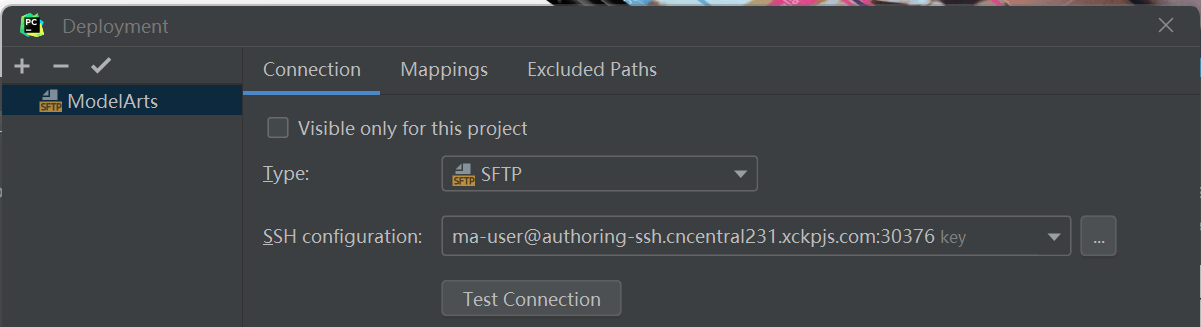 PC
Deployment
Connection Mappings Excluded Paths
SFTP ModelArts
Visible only for this project
Type: SFTP SFTP
SSH configuration: ma-user@authoring-ssh.cncentral231.xckpjs.com:30376 key ...
Test Connection